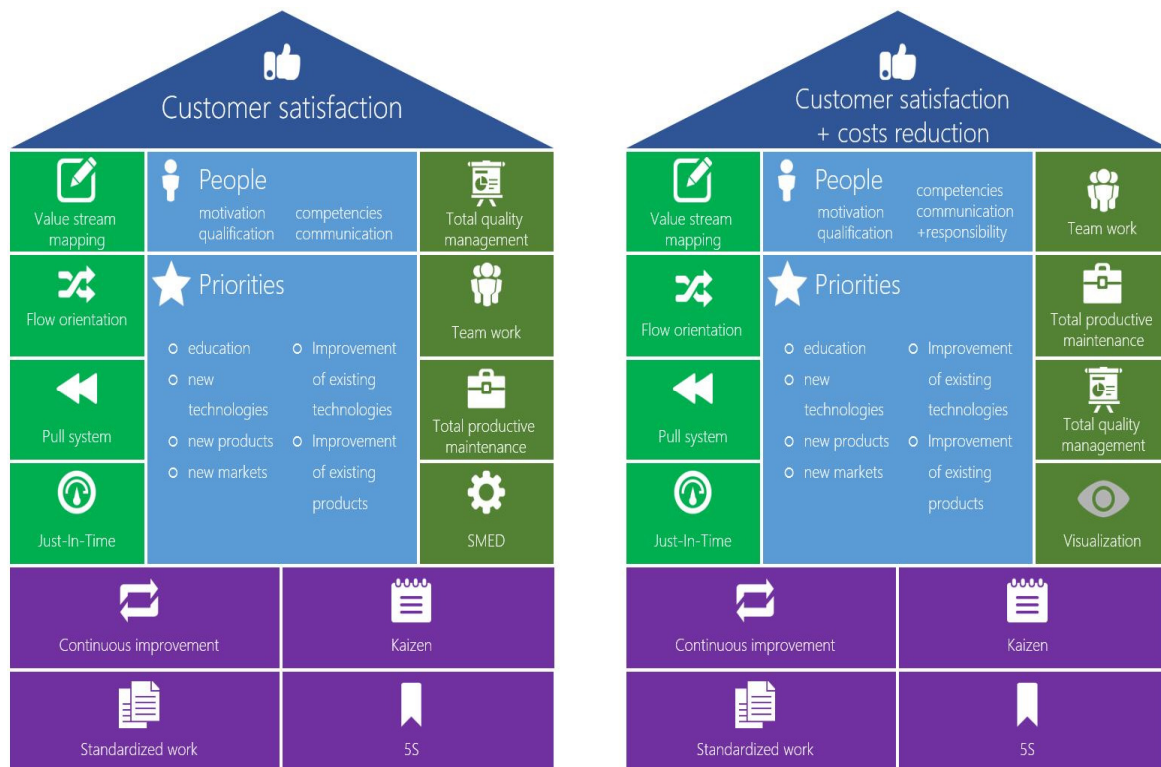 Customer satisfaction
Value stream
mapping
People
motivation
qualification
competencies
communication
Total quality
management
Flow orientation
Priorities
education
new
technologies
new products
new markets
Improvement
of existing
technologies
Improvement
of existing
products
Team work
Pull system
Total productive
maintenance
Just-In-Time
SMED
Continuous improvement
Kaizen
Standardized work
5S
Customer satisfaction
+ costs reduction
Value stream
mapping
People
motivation
qualification
competencies
communication
+responsibility
Team work
Flow orientation
Priorities
education
new
technologies
new products
new markets
Improvement
of existing
technologies
Improvement
of existing
products
Total productive
maintenance
Pull system
Total quality
management
Just-In-Time
Visualization
Continuous improvement
Kaizen
Standardized work
5S